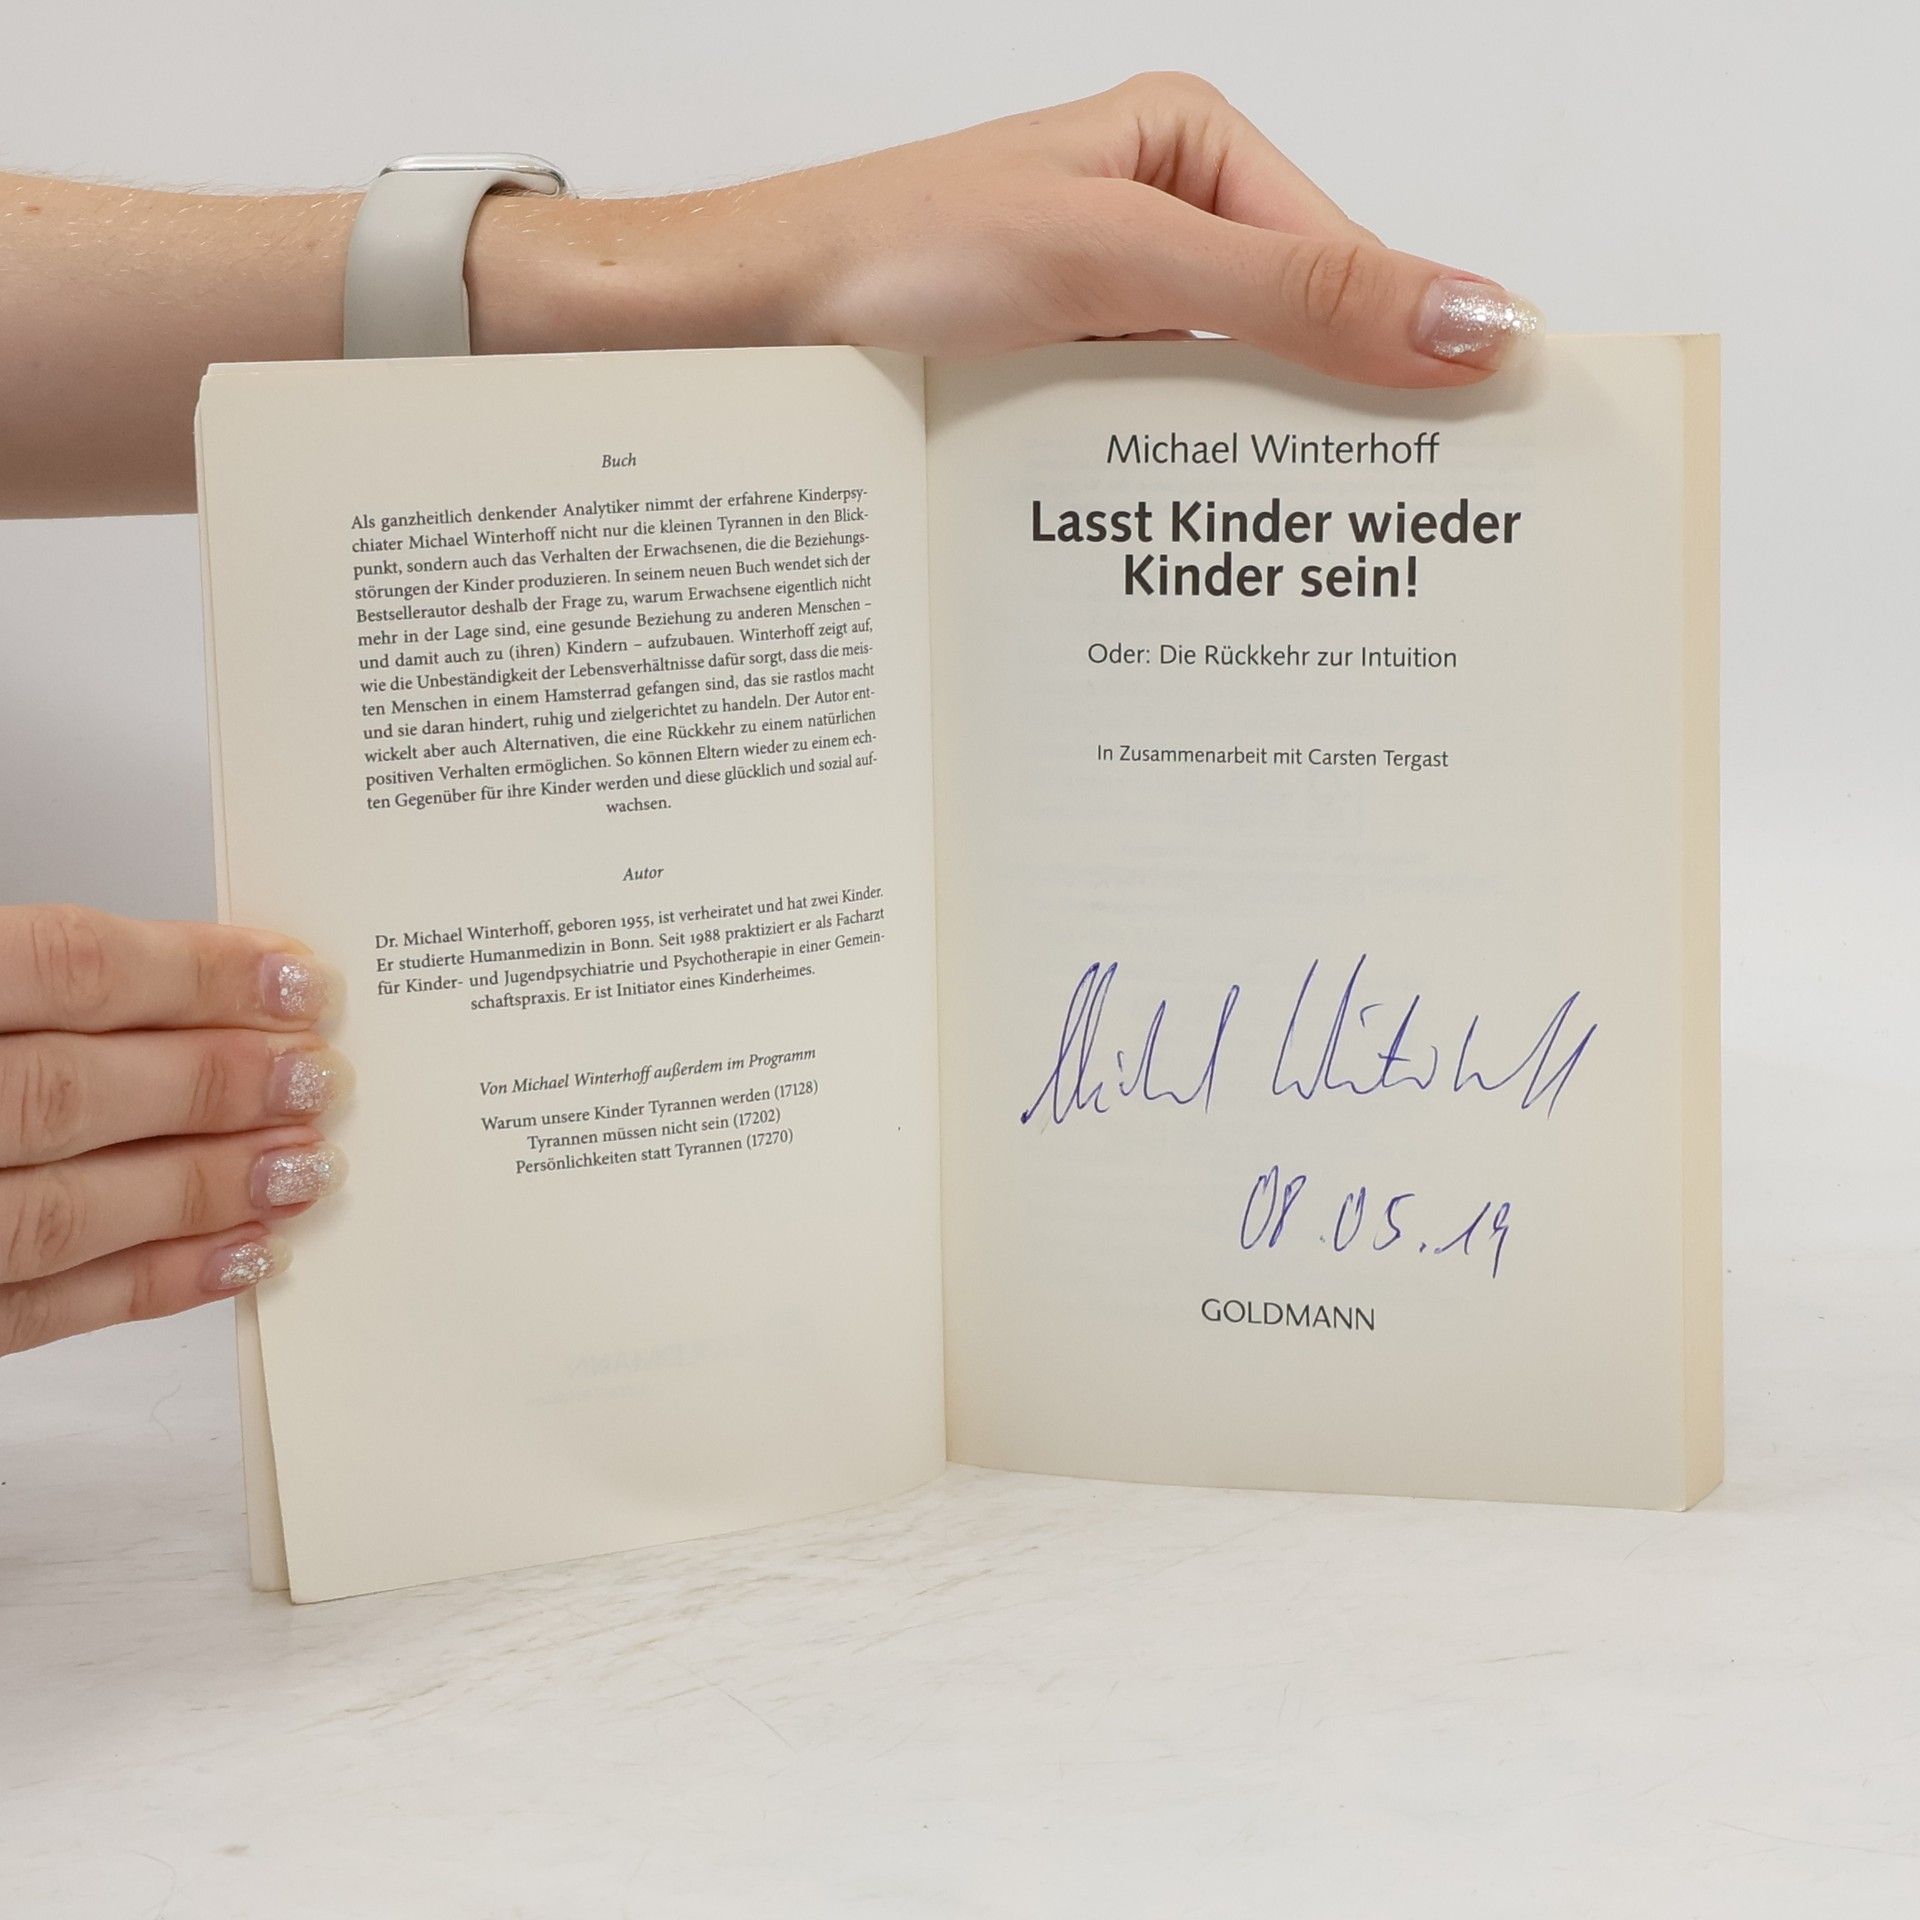 Buch
Als ganzheitlich denkender Analytiker nimmt der erfahrene Kinderpsy-
chiater Michael Winterhoff nicht nur die kleinen Tyrannen in den Blick-
punkt, sondern auch das Verhalten der Erwachsenen, die die Beziehungs-
störungen der Kinder produzieren. In seinem neuen Buch wendet sich der
Bestsellerautor deshalb der Frage zu, warum Erwachsene eigentlich nicht
mehr in der Lage sind, eine gesunde Beziehung zu anderen Menschen –
und damit auch zu (ihren) Kindern – aufzubauen. Winterhoff zeigt auf,
wie die Unbeständigkeit der Lebensverhältnisse dafür sorgt, dass die meis-
ten Menschen in einem Hamsterrad gefangen sind, das sie rastlos macht
und sie daran hindert, ruhig und zielgerichtet zu handeln. Der Autor ent-
wickelt aber auch Alternativen, die eine Rückkehr zu einem natürlichen
positiven Verhalten ermöglichen. So können Eltern wieder zu einem ech-
ten Gegenüber für ihre Kinder werden und diese glücklich und sozial auf-
wachsen.
Autor
Dr. Michael Winterhoff, geboren 1955, ist verheiratet und hat zwei Kinder.
Er studierte Humanmedizin in Bonn. Seit 1988 praktiziert er als Facharzt
für Kinder- und Jugendpsychiatrie und Psychotherapie in einer Gemein-
schaftspraxis. Er ist Initiator eines Kinderheimes.
Von Michael Winterhoff außerdem im Programm
Warum unsere Kinder Tyrannen werden (17128)
Tyrannen müssen nicht sein (17202)
Persönlichkeiten statt Tyrannen (17270)
Michael Winterhoff
Lasst Kinder wieder
Kinder sein!
Oder: Die Rückkehr zur Intuition
In Zusammenarbeit mit Carsten Tergast
Michael Winterhoff
08.05.19
GOLDMANN